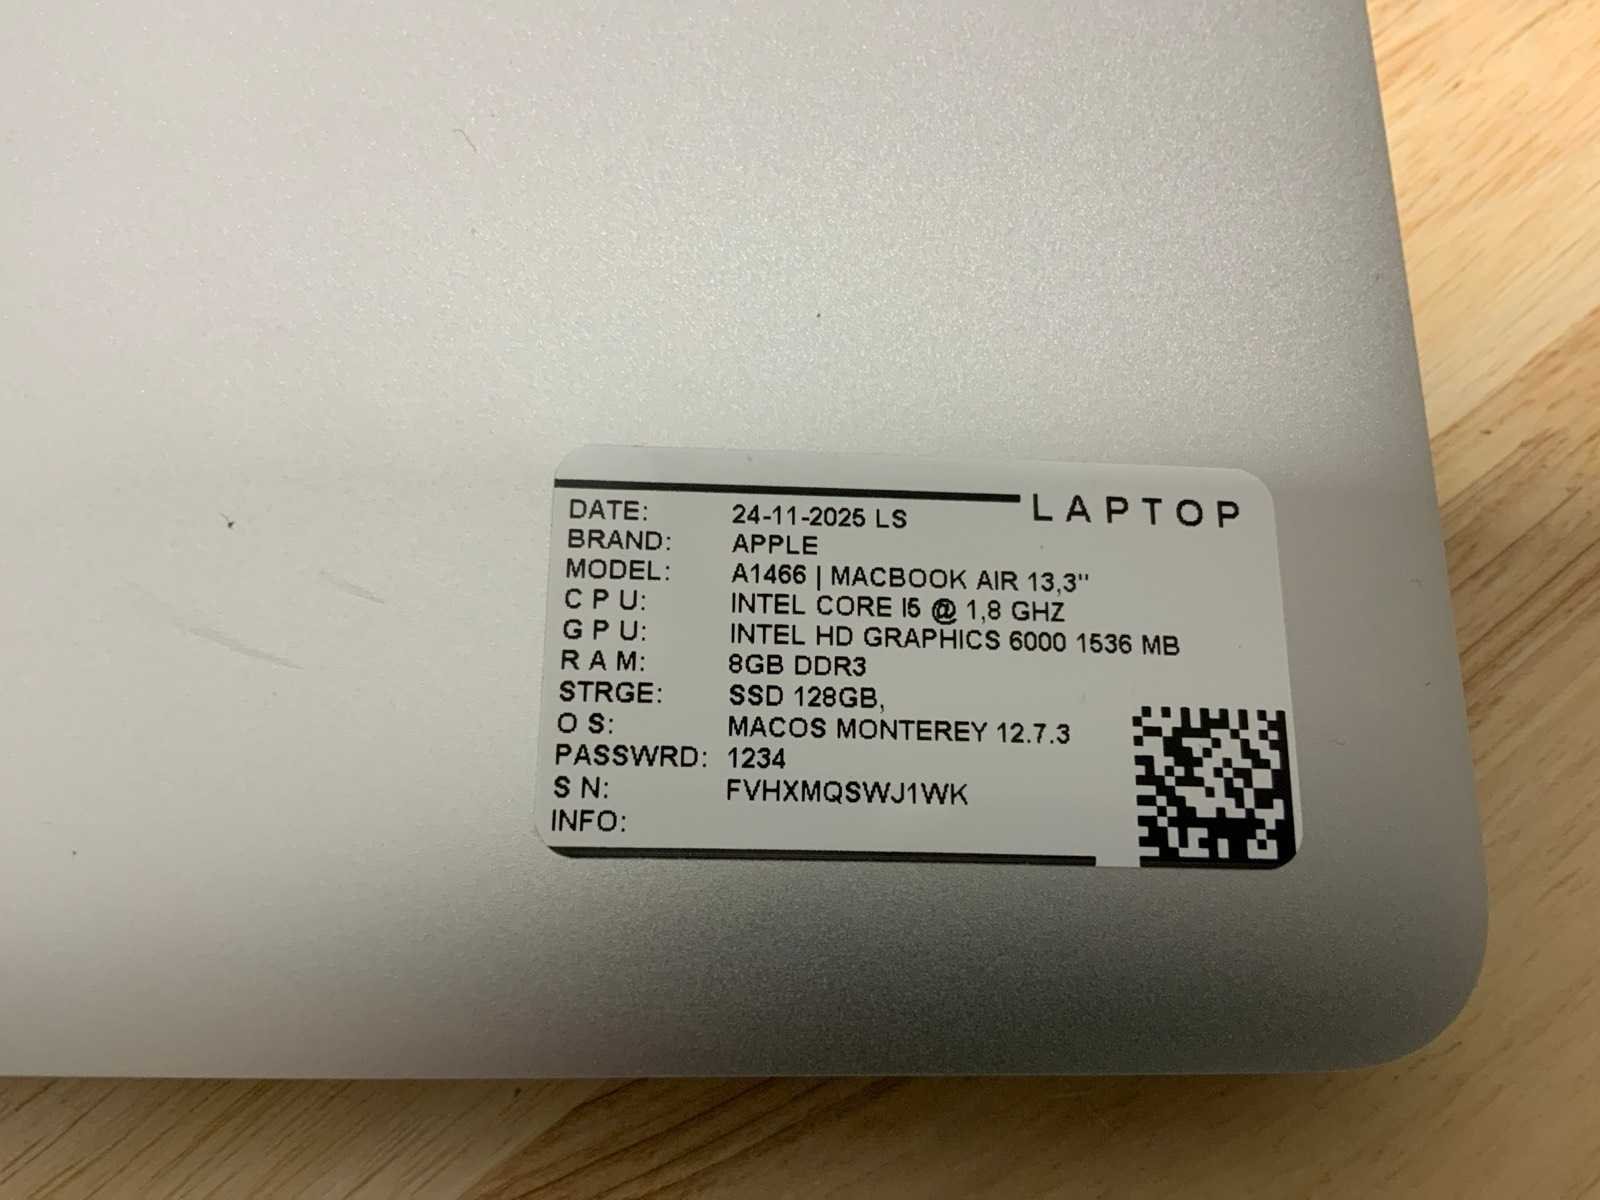 LAPTOP
DATE: 24-11-2025 LS
BRAND: APPLE
MODEL: A1466 | MACBOOK AIR 13,3"
C P U: INTEL CORE I5 @ 1,8 GHZ
G P U: INTEL HD GRAPHICS 6000 1536 MB
R A M: 8GB DDR3
STRGE: SSD 128GB,
O S: MACOS MONTEREY 12.7.3
PASSWRD: 1234
S N: FVHXMQSWJ1WK
INFO: